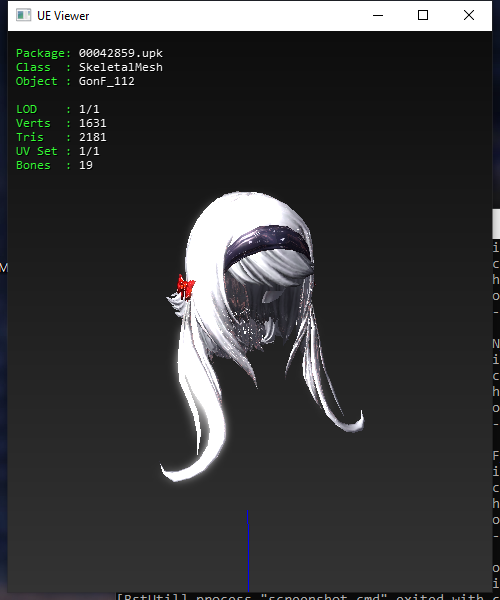 UE Viewer
Package: 00042859.upk
Class : SkeletalMesh
Object : GonF_112
LOD : 1/1
Verts : 1631
Tris : 2181
UV Set : 1/1
Bones : 19
M
i
c
h
o
-
N
i
c
h
o
-
F
i
c
h
o
-
o
i
[BstUtil] process "screenshot.cmd" exited with c